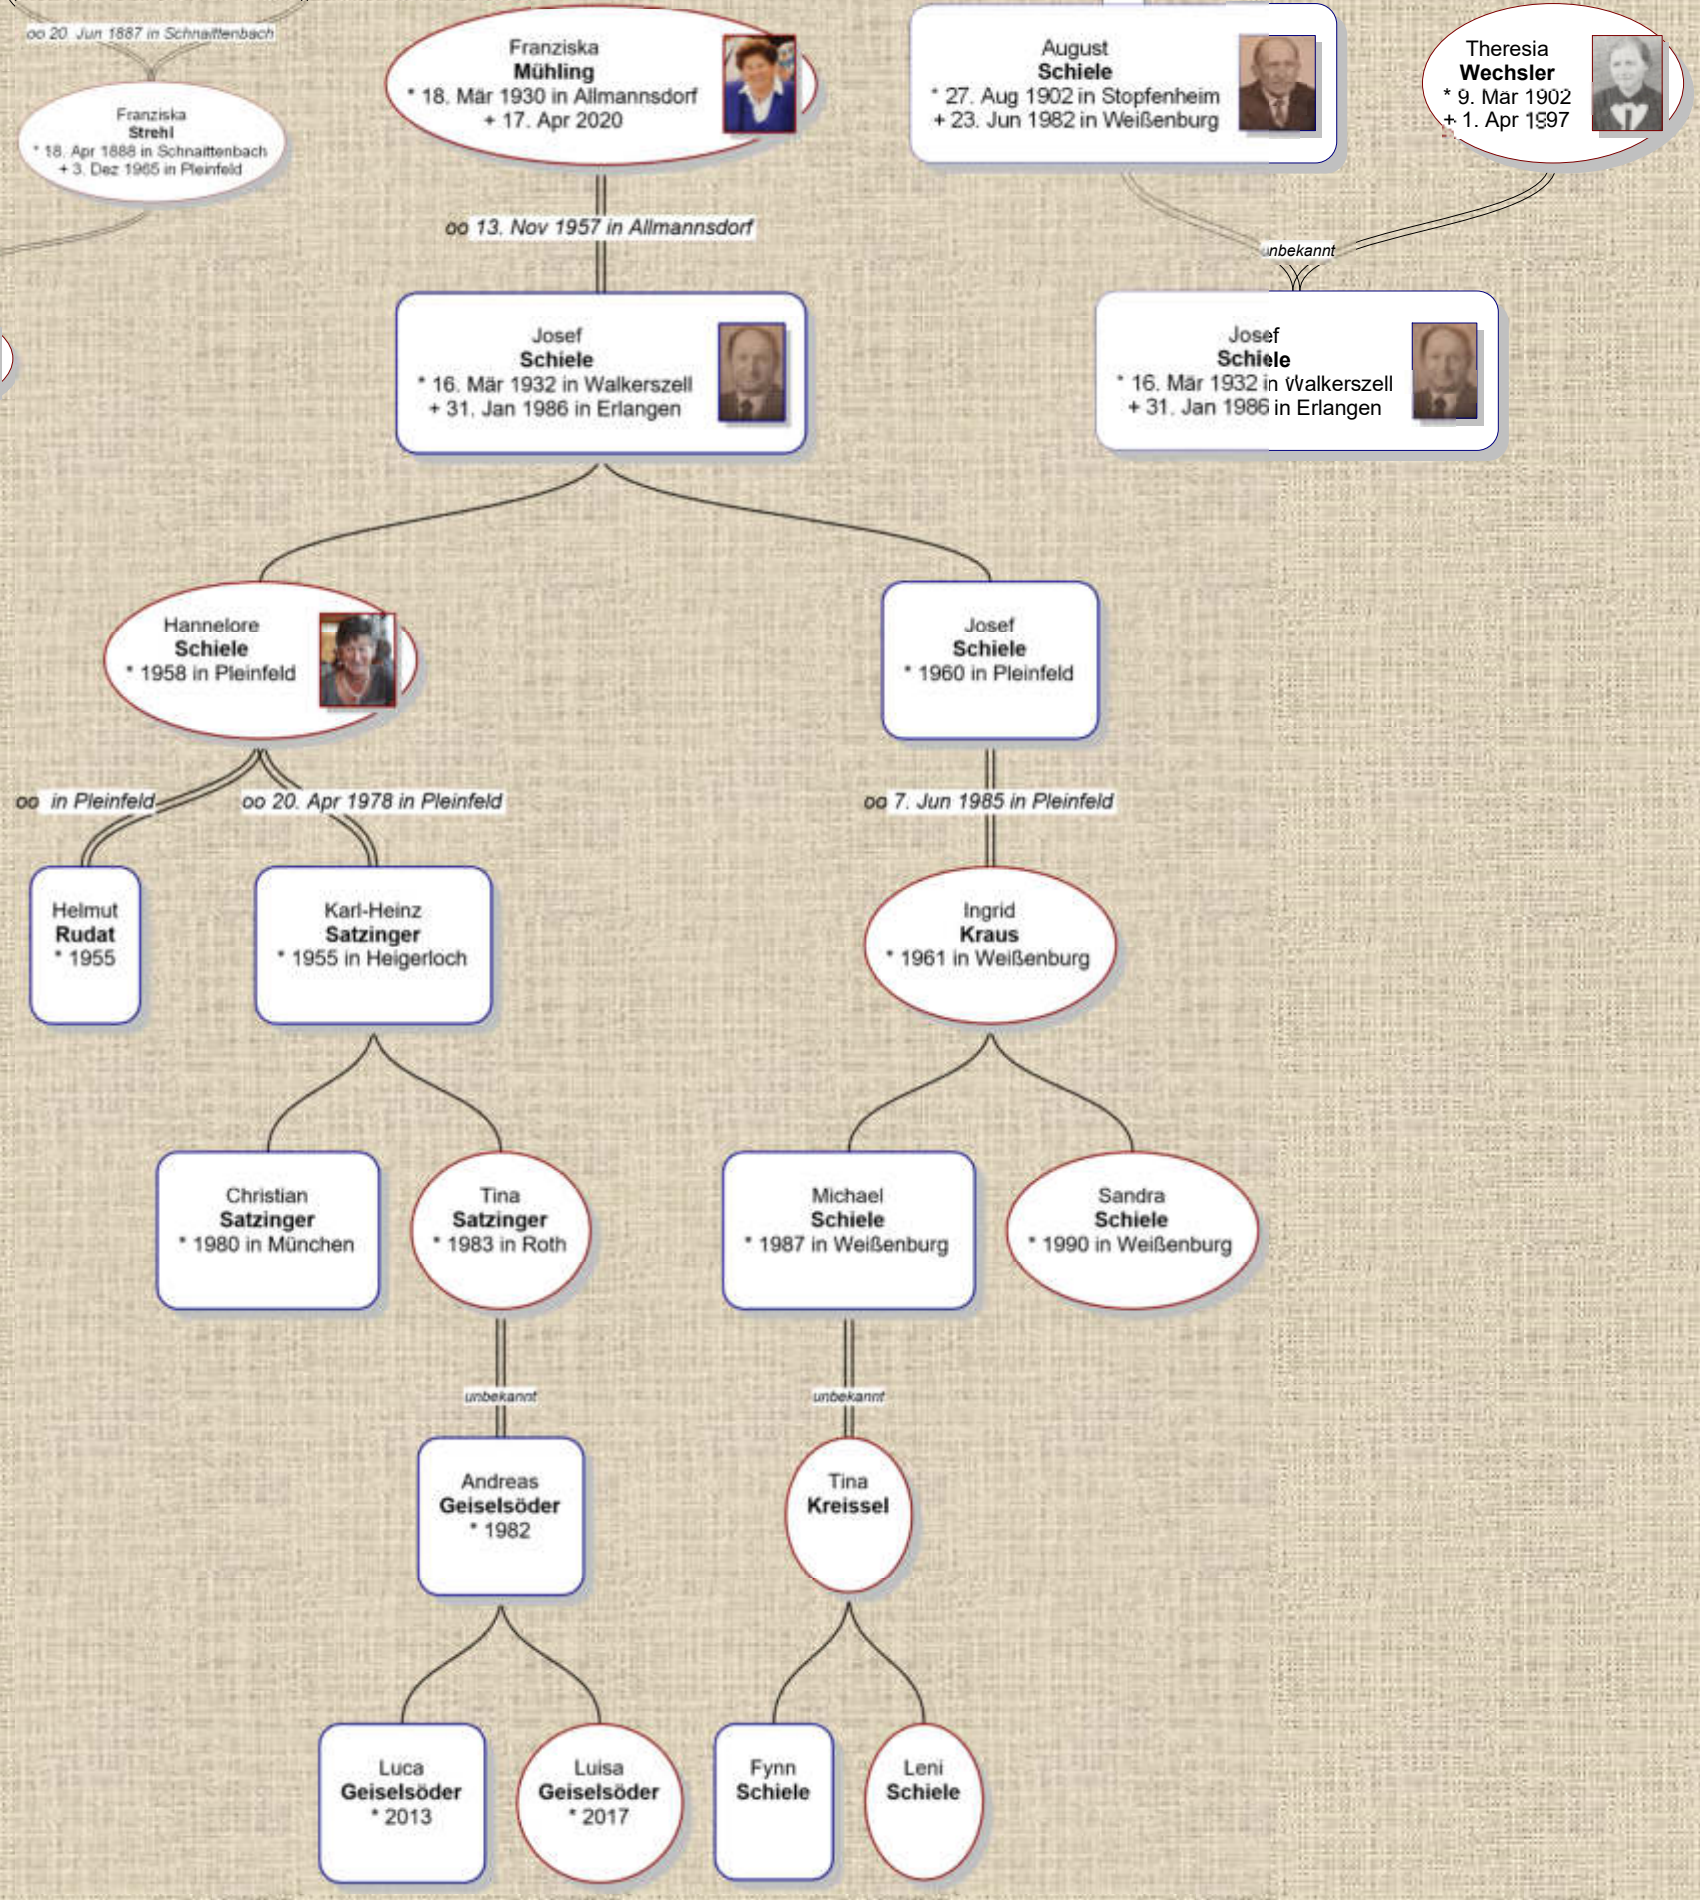 oo 20. Jun 1887 in Schnaittenbach
Franziska
Strehl
* 18. Apr 1888 in Schnaittenbach
+ 3. Dez 1965 in Pleinfeld
Franziska
Mühling
* 18. Mär 1930 in Allmannsdorf
+ 17. Apr 2020
August
Schiele
* 27. Aug 1902 in Stopfenheim
+ 23. Jun 1982 in Weißenburg
Theresia
Wechsler
* 9. Mär 1902
+ 1. Apr 1997
oo 13. Nov 1957 in Allmannsdorf
unbekannt
Josef
Schiele
* 16. Mär 1932 in Walkerszell
+ 31. Jan 1986 in Erlangen
Josef
Schiele
* 16. Mär 1932 in Walkerszell
+ 31. Jan 1986 in Erlangen
Hannelore
Schiele
* 1958 in Pleinfeld
Josef
Schiele
* 1960 in Pleinfeld
oo in Pleinfeld
oo 20. Apr 1978 in Pleinfeld
oo 7. Jun 1985 in Pleinfeld
Helmut
Rudat
* 1955
Karl-Heinz
Satzinger
* 1955 in Heigerloch
Ingrid
Kraus
* 1961 in Weißenburg
Christian
Satzinger
* 1980 in München
Tina
Satzinger
* 1983 in Roth
Michael
Schiele
* 1987 in Weißenburg
Sandra
Schiele
* 1990 in Weißenburg
unbekannt
unbekannt
Andreas
Geiselsöder
* 1982
Tina
Kreissel
Luca
Geiselsöder
* 2013
Luisa
Geiselsöder
* 2017
Fynn
Schiele
Leni
Schiele